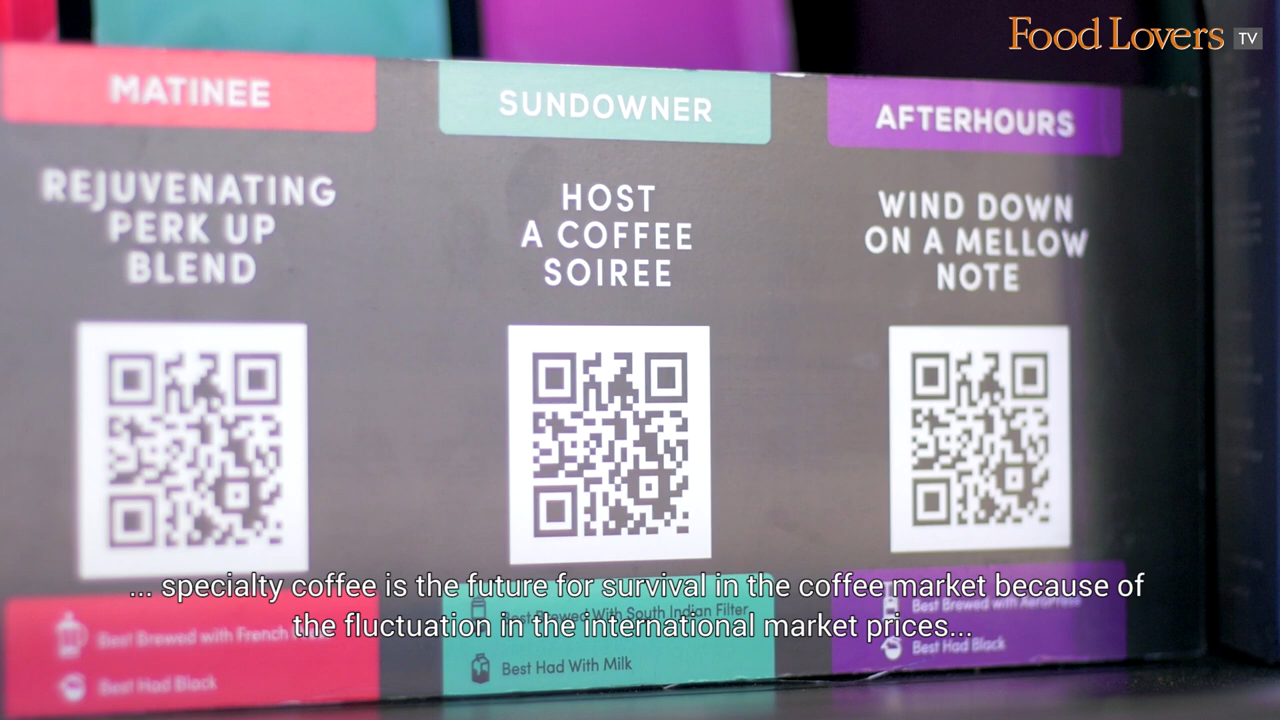 Food Lovers TV
MATINEE
REJUVENATING
PERK UP
BLEND
Best Brewed with French
Best Had Black
SUNDOWNER
HOST
A COFFEE
SOIREE
Best Brewed With South Indian Filter
Best Had With Milk
AFTERHOURS
WIND DOWN
ON A MELLOW
NOTE
Best Brewed with AeroPress
Best Had Black
... specialty coffee is the future for survival in the coffee market because of
the fluctuation in the international market prices...